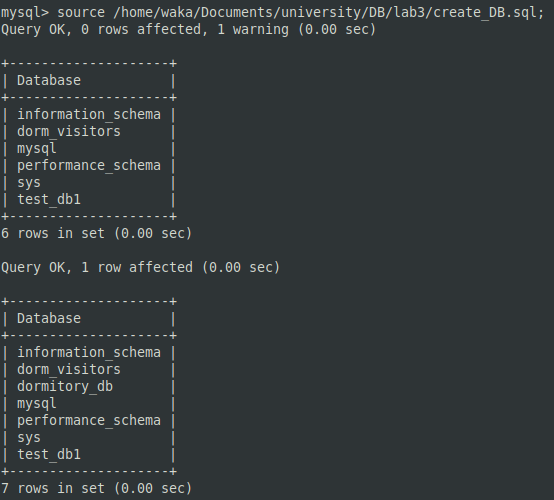 mysql> source /home/waka/Documents/university/DB/lab3/create_DB.sql;
Query OK, 0 rows affected, 1 warning (0.00 sec)

+--------------------+
| Database           |
+--------------------+
| information_schema |
| dorm_visitors      |
| mysql              |
| performance_schema |
| sys                |
| test_db1           |
+--------------------+
6 rows in set (0.00 sec)

Query OK, 1 row affected (0.00 sec)

+--------------------+
| Database           |
+--------------------+
| information_schema |
| dorm_visitors      |
| dormitory_db       |
| mysql              |
| performance_schema |
| sys                |
| test_db1           |
+--------------------+
7 rows in set (0.00 sec)